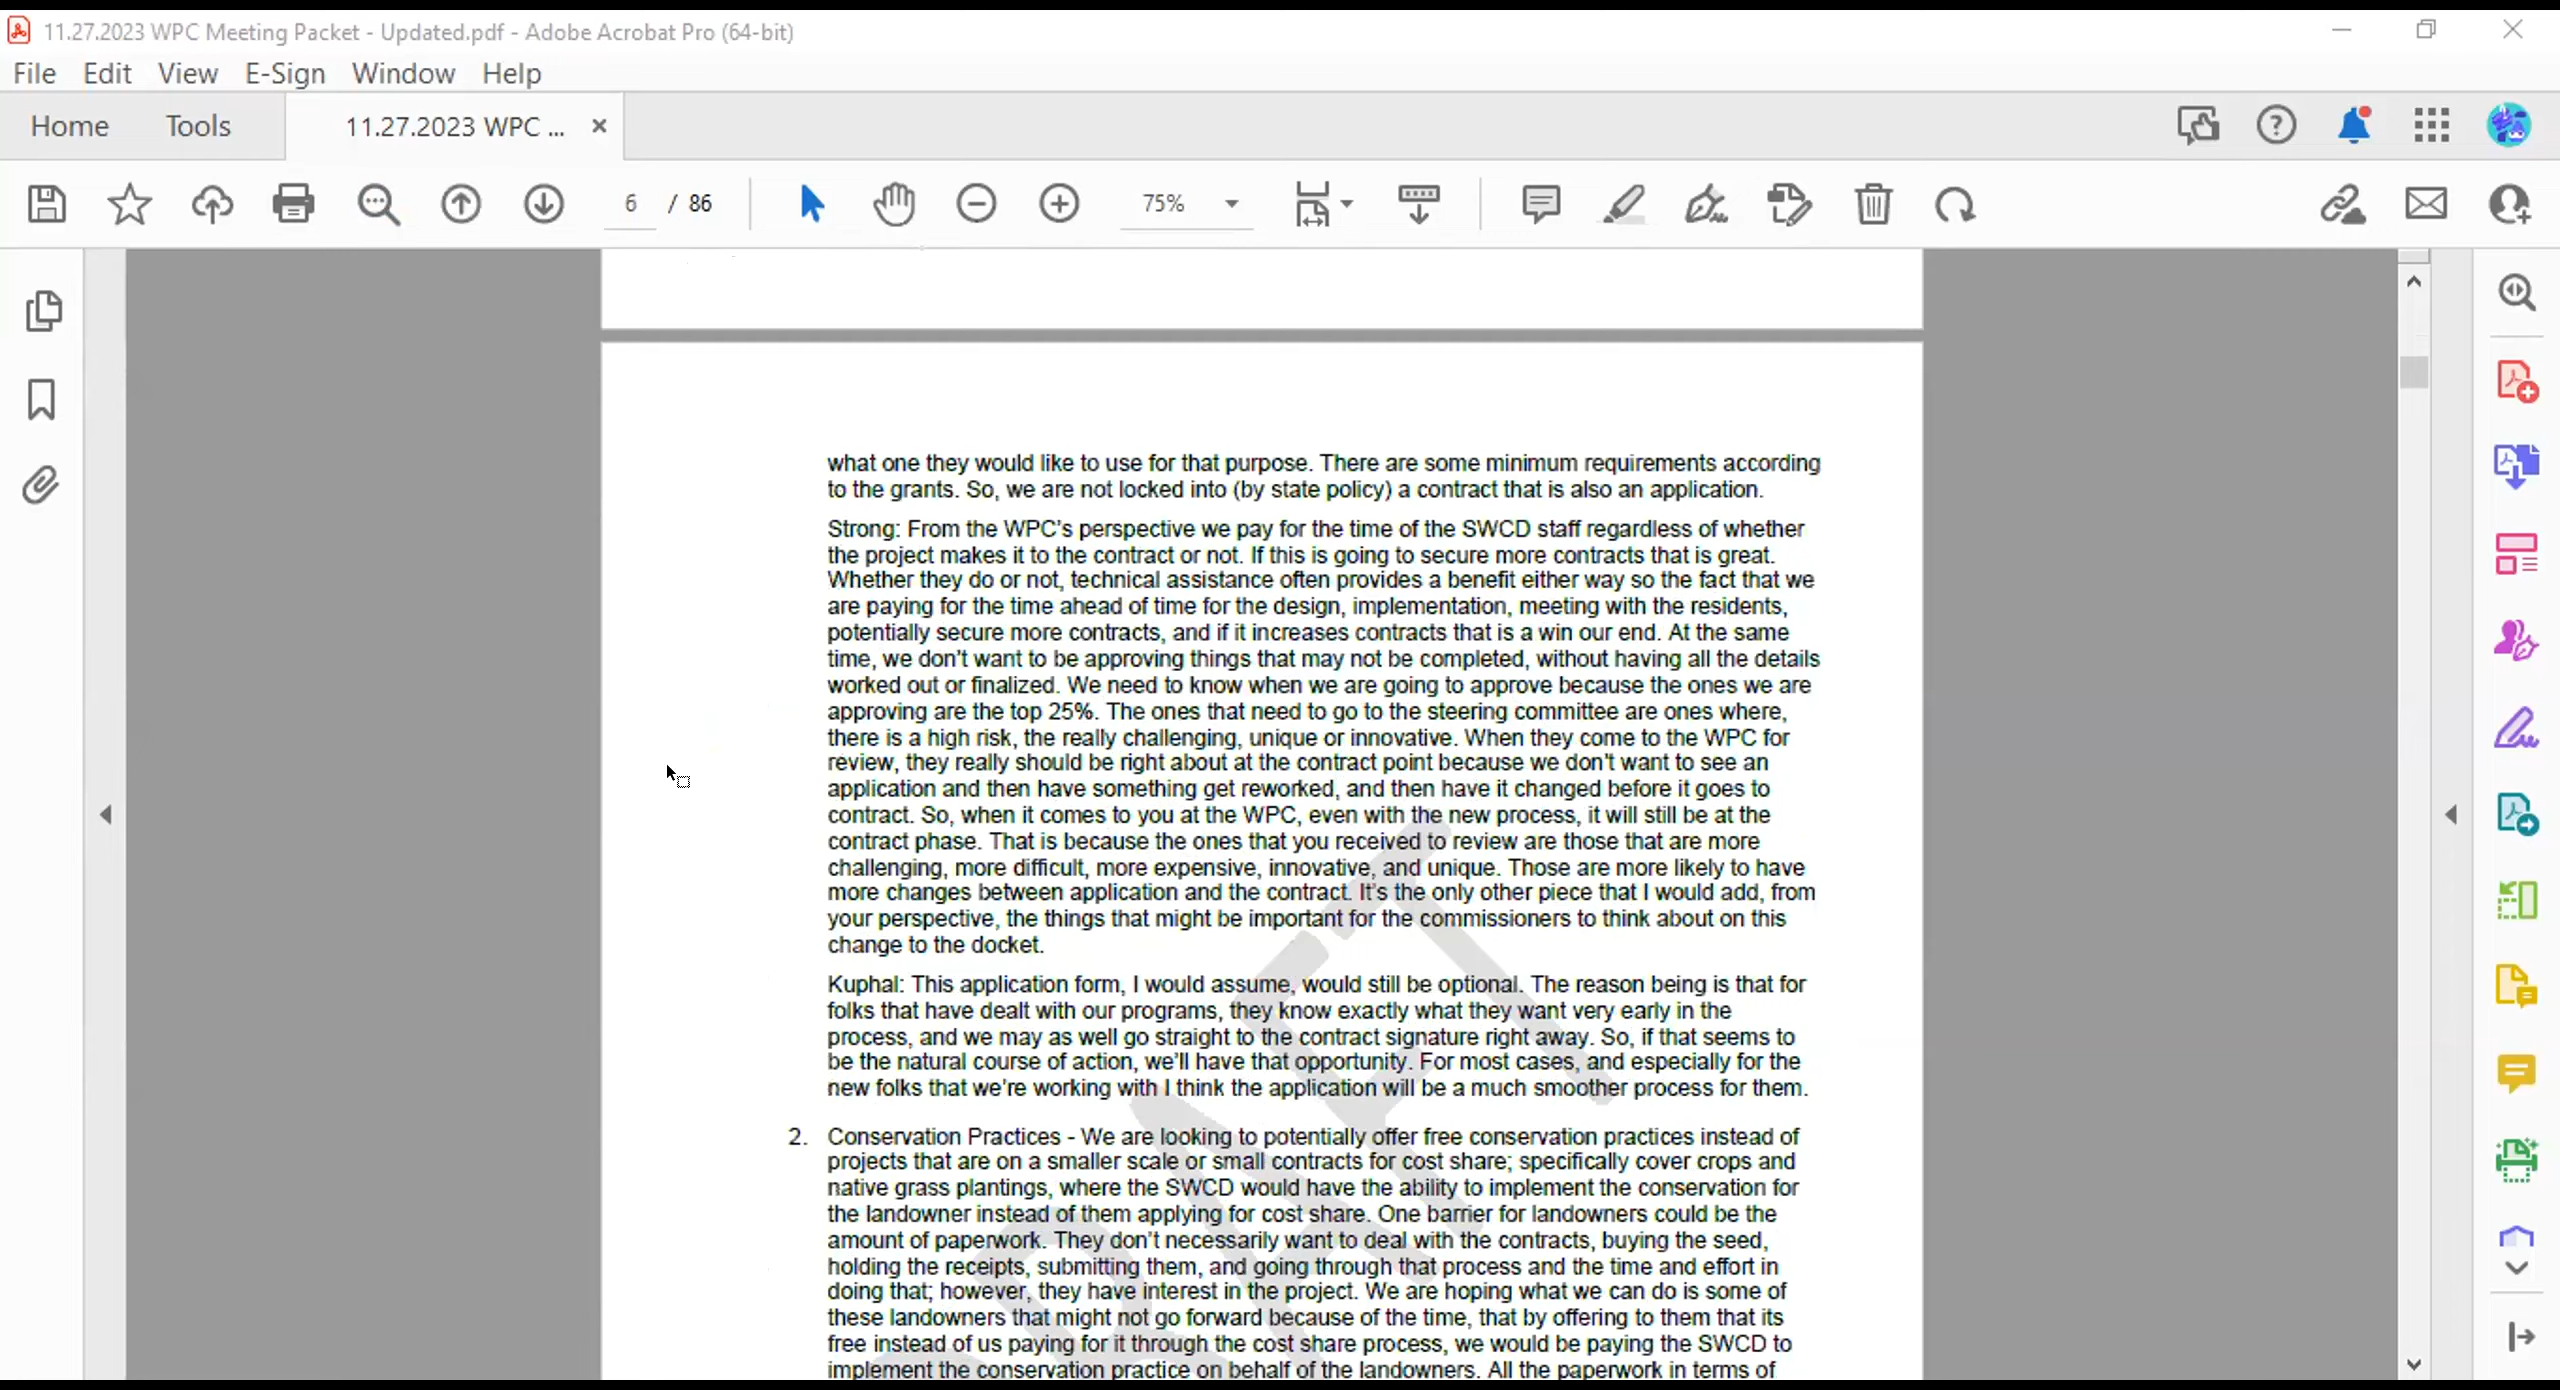 11.27.2023 WPC Meeting Packet - Updated.pdf - Adobe Acrobat Pro (64-bit)
File Edit View E-Sign Window Help
Home Tools 11.27.2023 WPC ...
6 / 86 75%
what one they would like to use for that purpose. There are some minimum requirements according
to the grants. So, we are not locked into (by state policy) a contract that is also an application.
Strong: From the WPC's perspective we pay for the time of the SWCD staff regardless of whether
the project makes it to the contract or not. If this is going to secure more contracts that is great.
Whether they do or not, technical assistance often provides a benefit either way so the fact that we
are paying for the time ahead of time for the design, implementation, meeting with the residents,
potentially secure more contracts, and if it increases contracts that is a win our end. At the same
time, we don't want to be approving things that may not be completed, without having all the details
worked out or finalized. We need to know when we are going to approve because the ones we are
approving are the top 25%. The ones that need to go to the steering committee are ones where,
there is a high risk, the really challenging, unique or innovative. When they come to the WPC for
review, they really should be right about at the contract point because we don't want to see an
application and then have something get reworked, and then have it changed before it goes to
contract. So, when it comes to you at the WPC, even with the new process, it will still be at the
contract phase. That is because the ones that you received to review are those that are more
challenging, more difficult, more expensive, innovative, and unique. Those are more likely to have
more changes between application and the contract. It's the only other piece that I would add, from
your perspective, the things that might be important for the commissioners to think about on this
change to the docket.
Kuphal: This application form, I would assume, would still be optional. The reason being is that for
folks that have dealt with our programs, they know exactly what they want very early in the
process, and we may as well go straight to the contract signature right away. So, if that seems to
be the natural course of action, we'll have that opportunity. For most cases, and especially for the
new folks that we're working with I think the application will be a much smoother process for them.
2. Conservation Practices - We are looking to potentially offer free conservation practices instead of
projects that are on a smaller scale or small contracts for cost share; specifically cover crops and
native grass plantings, where the SWCD would have the ability to implement the conservation for
the landowner instead of them applying for cost share. One barrier for landowners could be the
amount of paperwork. They don't necessarily want to deal with the contracts, buying the seed,
holding the receipts, submitting them, and going through that process and the time and effort in
doing that; however, they have interest in the project. We are hoping what we can do is some of
these landowners that might not go forward because of the time, that by offering to them that its
free instead of us paying for it through the cost share process, we would be paying the SWCD to
implement the conservation practice on behalf of the landowners. All the paperwork in terms of
DRAFT